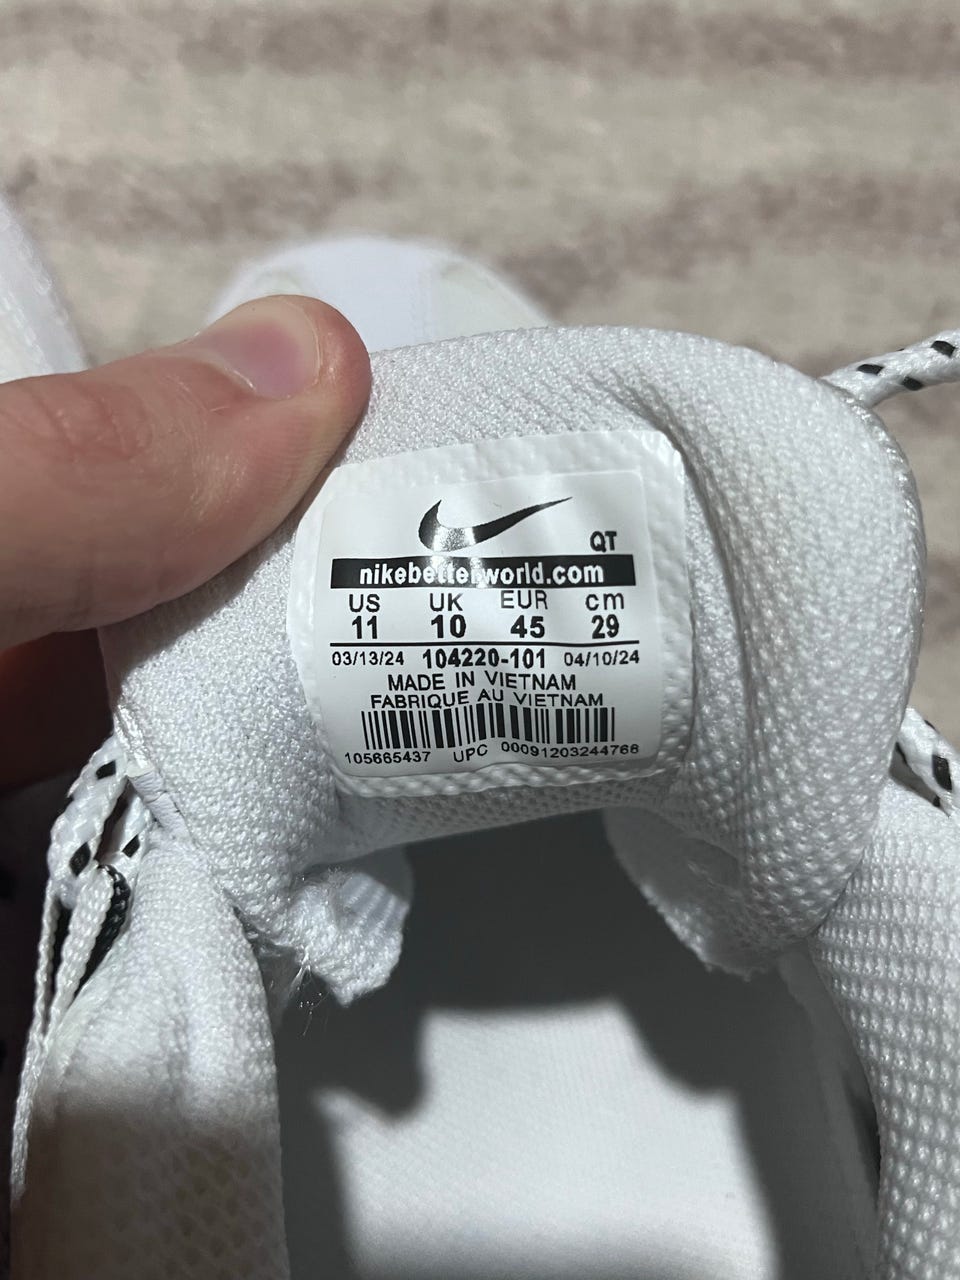 QT
nikebetterworld.com
US UK EUR cm
11 10 45 29
03/13/24 104220-101 04/10/24
MADE IN VIETNAM
FABRIQUE AU VIETNAM
105665437 UPC 00091203244768